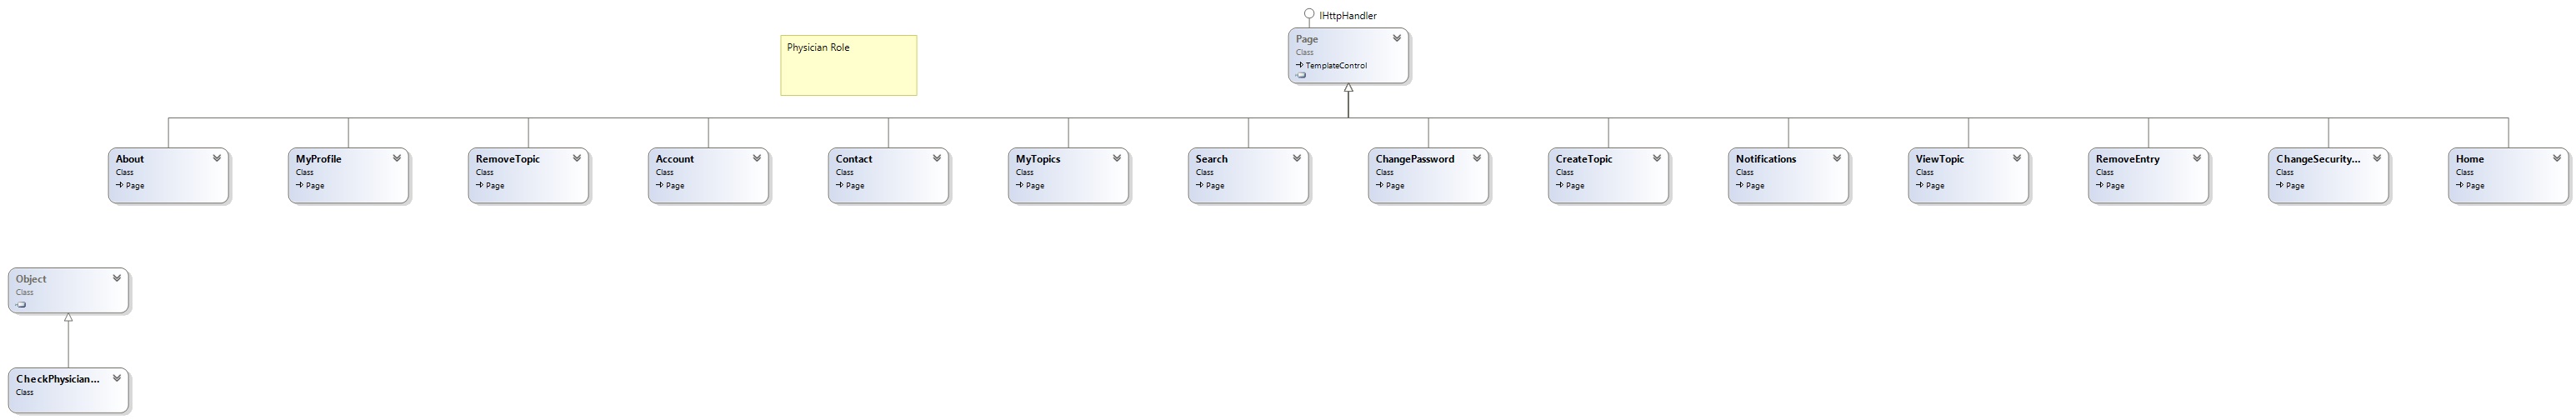 IHttpHandler
Physician Role
Page
Class
TemplateControl
About
Class
Page
MyProfile
Class
Page
RemoveTopic
Class
Page
Account
Class
Page
Contact
Class
Page
MyTopics
Class
Page
Search
Class
Page
ChangePassword
Class
Page
CreateTopic
Class
Page
Notifications
Class
Page
ViewTopic
Class
Page
RemoveEntry
Class
Page
ChangeSecurity...
Class
Page
Home
Class
Page
Object
Class
CheckPhysician...
Class